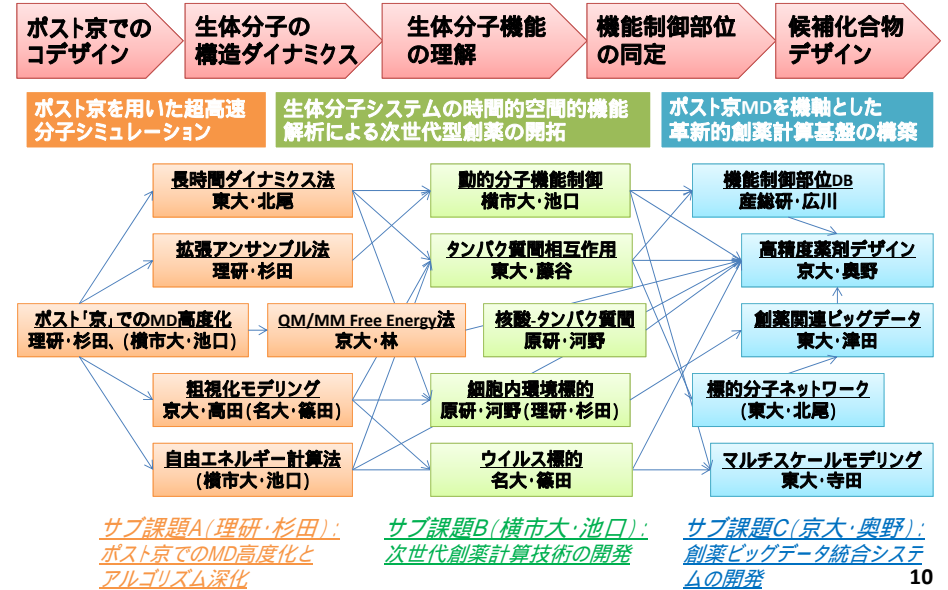 ポスト京での
コデザイン
生体分子の
構造ダイナミクス
生体分子機能
の理解
機能制御部位
の同定
候補化合物
デザイン
ポスト京を用いた超高速
分子シミュレーション
生体分子システムの時間的空間的機能
解析による次世代型創薬の開拓
ポスト京MDを機軸とした
革新的創薬計算基盤の構築
長時間ダイナミクス法
東大・北尾
拡張アンサンブル法
理研・杉田
ポスト「京」でのMD高度化
理研・杉田、(横市大・池口)
QM/MM Free Energy法
京大・林
粗視化モデリング
京大・高田(名大・篠田)
自由エネルギー計算法
(横市大・池口)
動的分子機能制御
横市大・池口
タンパク質間相互作用
東大・藤谷
核酸-タンパク質間
原研・河野
細胞内環境標的
原研・河野(理研・杉田)
ウイルス標的
名大・篠田
機能制御部位DB
産総研・広川
高精度薬剤デザイン
京大・奥野
創薬関連ビッグデータ
東大・津田
標的分子ネットワーク
(東大・北尾)
マルチスケールモデリング
東大・寺田
サブ課題A(理研・杉田):
ポスト京でのMD高度化と
アルゴリズム深化
サブ課題B(横市大・池口):
次世代創薬計算技術の開発
サブ課題C(京大・奥野):
創薬ビッグデータ統合システ
ムの開発
10